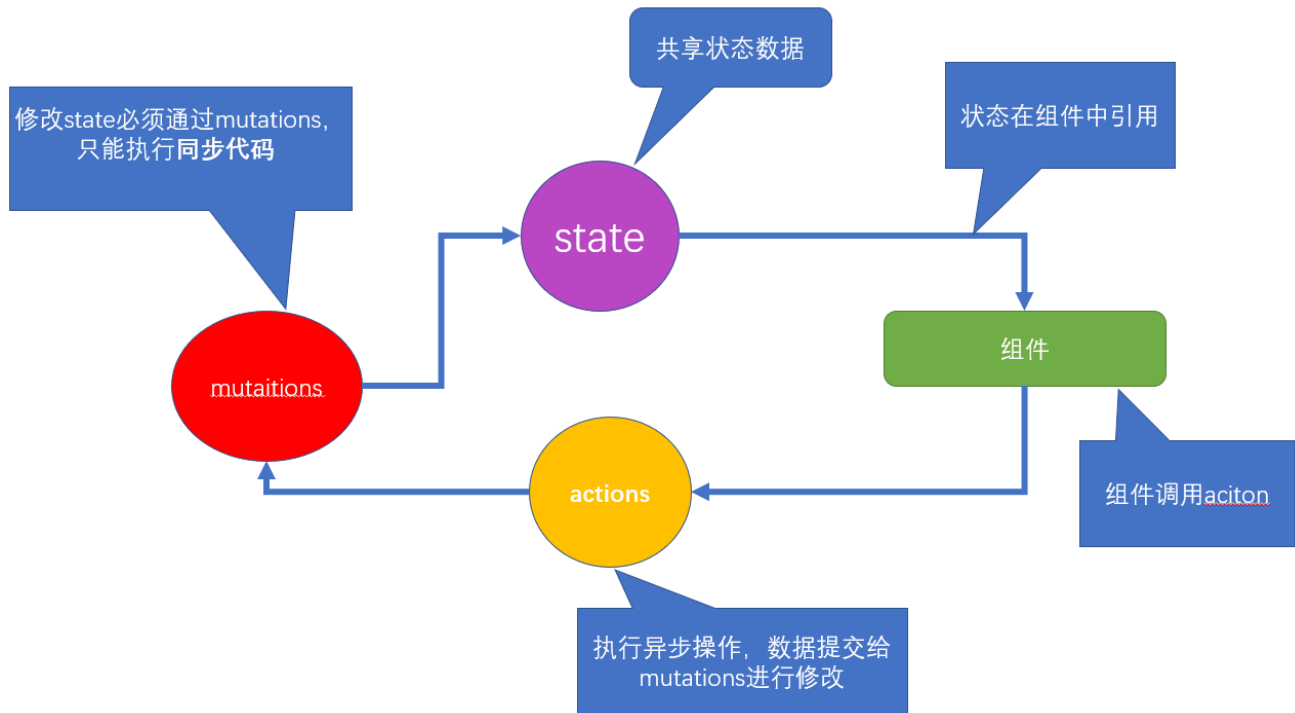 共享状态数据
修改state必须通过mutations,
只能执行同步代码
状态在组件中引用
state
组件
mutaitions
actions
组件调用aciton
执行异步操作，数据提交给
mutations进行修改